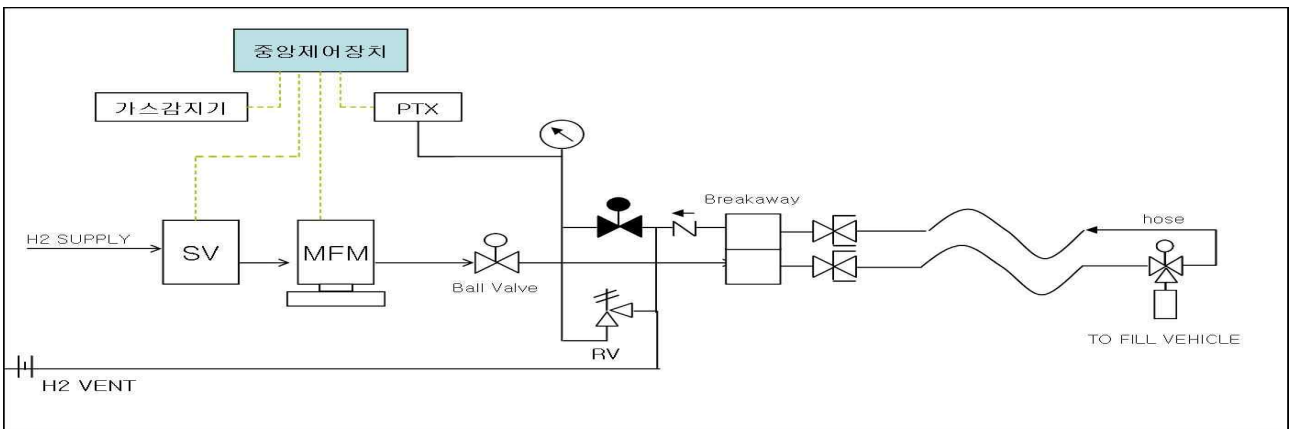 중앙제어장치
가스감지기
PTX
Breakaway
hose
H2 SUPPLY
SV
MFM
Ball Valve
RV
TO FILL VEHICLE
H2 VENT